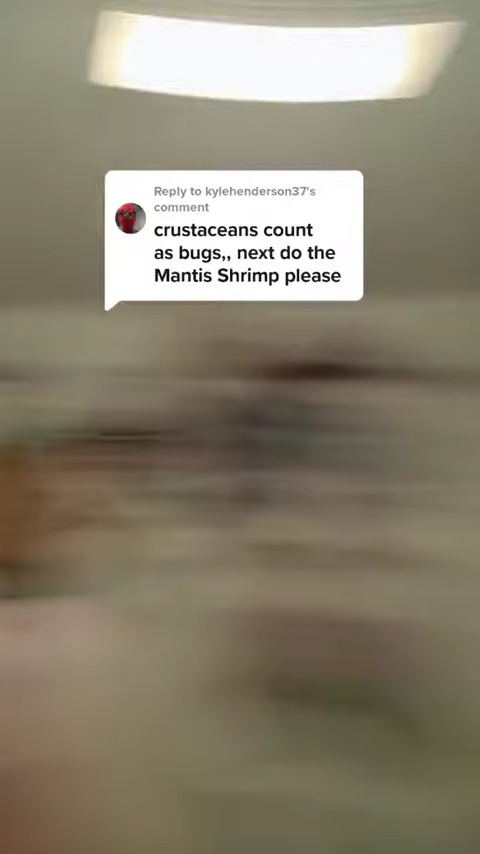 Reply to kylehenderson37's
comment
crustaceans count
as bugs,, next do the
Mantis Shrimp please